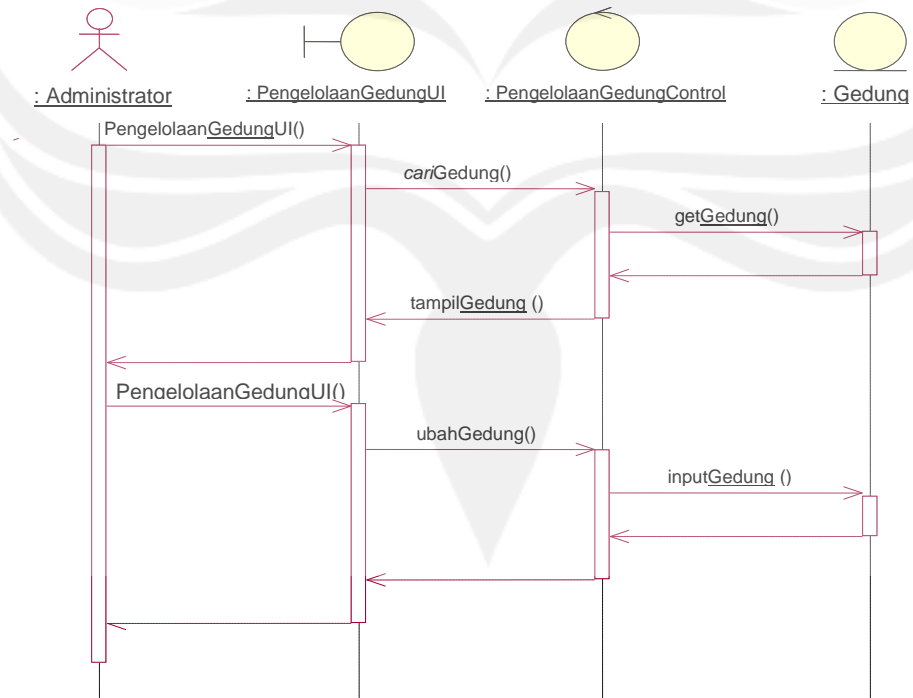 : Administrator
: PengelolaanGedungUI
: PengelolaanGedungControl
: Gedung
PengelolaanGedungUI()
cariGedung()
getGedung()
tampilGedung ()
PengelolaanGedungUI()
ubahGedung()
inputGedung ()